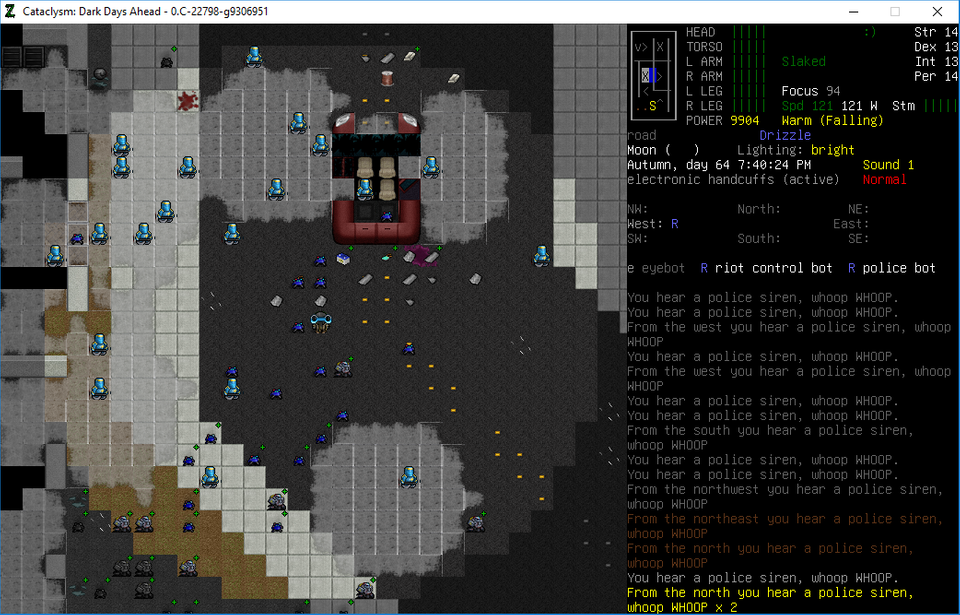 Cataclysm: Dark Days Ahead - 0.C-22798-g9306951
HEAD ||||| :) Str 14
TORSO ||||| Dex 13
L ARM ||||| Slaked Int 13
R ARM ||||| Per 14
L LEG ||||| Focus 94
R LEG ||||| Spd 121 121 W Stm |||||
POWER 9904 Warm (Falling)
road Drizzle
Moon ( ) Lighting: bright
Autumn, day 64 7:40:24 PM Sound 1
electronic handcuffs (active) Normal
NW: North: NE:
West: R East:
SW: South: SE:
e eyebot R riot control bot R police bot
You hear a police siren, whoop WHOOP.
You hear a police siren, whoop WHOOP.
From the west you hear a police siren, whoop
WHOOP
You hear a police siren, whoop WHOOP.
From the west you hear a police siren, whoop
WHOOP
You hear a police siren, whoop WHOOP.
You hear a police siren, whoop WHOOP.
From the south you hear a police siren,
whoop WHOOP
You hear a police siren, whoop WHOOP.
You hear a police siren, whoop WHOOP.
From the northwest you hear a police siren,
whoop WHOOP
From the northeast you hear a police siren,
whoop WHOOP
From the north you hear a police siren,
whoop WHOOP
You hear a police siren, whoop WHOOP.
From the north you hear a police siren,
whoop WHOOP x 2